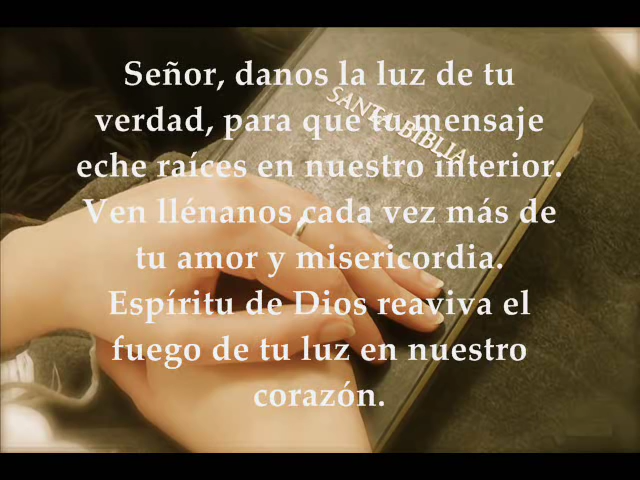 Señor, danos la luz de tu
verdad, para que tu mensaje
eche raíces en nuestro interior.
Ven llénanos cada vez más de
tu amor y misericordia.
Espíritu de Dios reaviva el
fuego de tu luz en nuestro
corazón.
SANTA BIBLIA